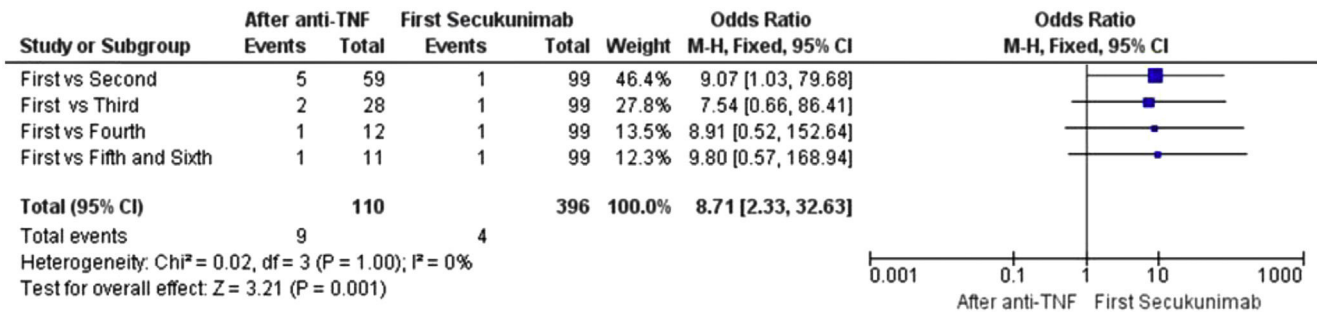 After anti-TNF First Secukunimab Odds Ratio Odds Ratio
Study or Subgroup Events Total Events Total Weight M-H, Fixed, 95% CI M-H, Fixed, 95% CI
First vs Second 5 59 1 99 46.4% 9.07 [1.03, 79.68]
First vs Third 2 28 1 99 27.8% 7.54 [0.66, 86.41]
First vs Fourth 1 12 1 99 13.5% 8.91 [0.52, 152.64]
First vs Fifth and Sixth 1 11 1 99 12.3% 9.80 [0.57, 168.94]
Total (95% CI) 110 396 100.0% 8.71 [2.33, 32.63]
Total events 9 4
Heterogeneity: Chi² = 0.02, df = 3 (P = 1.00); I² = 0%
Test for overall effect: Z = 3.21 (P = 0.001)
0.001 0.1 1 10 1000
After anti-TNF First Secukunimab